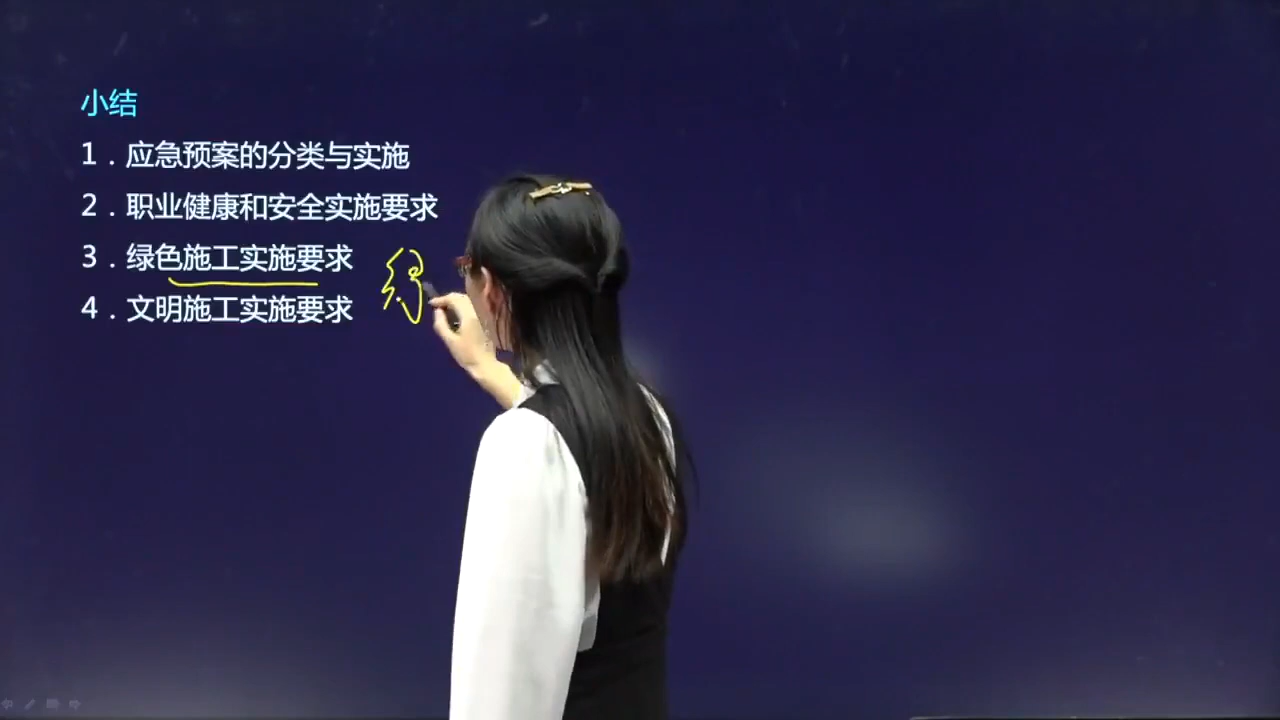 小结
1．应急预案的分类与实施
2．职业健康和安全实施要求
3．绿色施工实施要求
4．文明施工实施要求